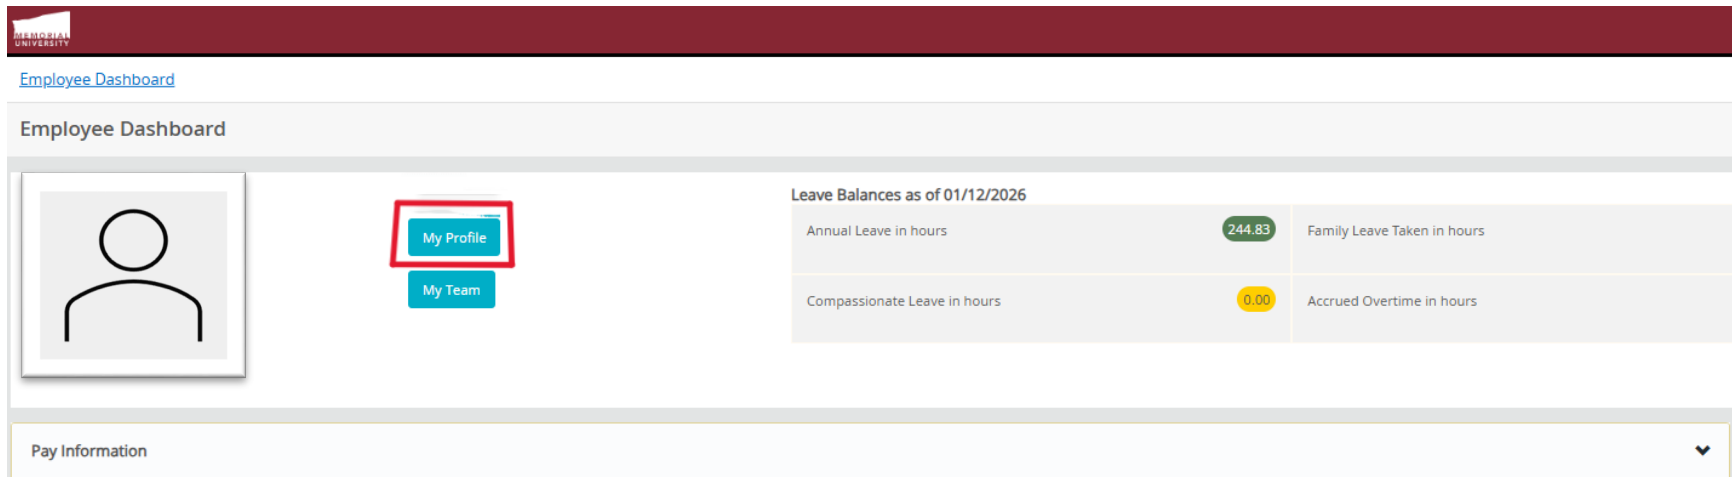 MEMORIAL
UNIVERSITY
Employee Dashboard
Employee Dashboard
My Profile
My Team
Leave Balances as of 01/12/2026
Annual Leave in hours 244.83 Family Leave Taken in hours
Compassionate Leave in hours 0.00 Accrued Overtime in hours
Pay Information